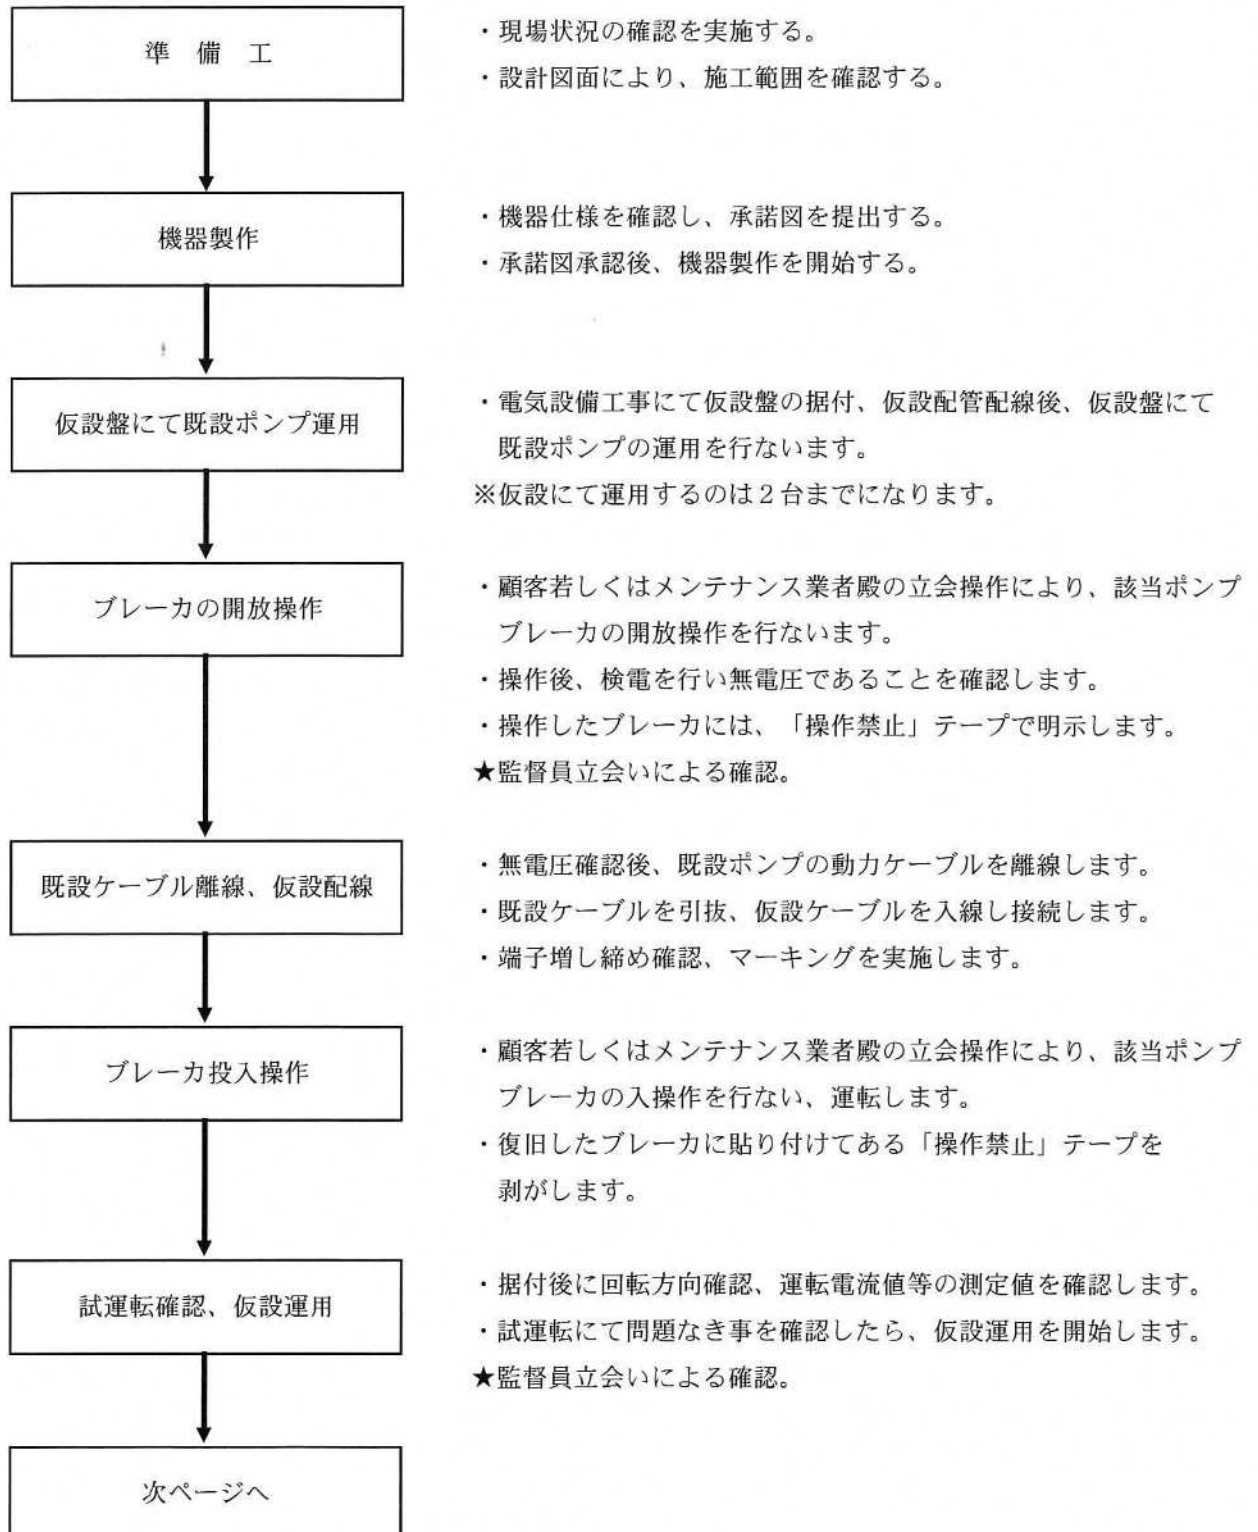 準　備　工
・現場状況の確認を実施する。
・設計図面により、施工範囲を確認する。
機器製作
・機器仕様を確認し、承諾図を提出する。
・承諾図承認後、機器製作を開始する。
仮設盤にて既設ポンプ運用
・電気設備工事にて仮設盤の据付、仮設配管配線後、仮設盤にて
既設ポンプの運用を行ないます。
※仮設にて運用するのは２台までになります。
ブレーカの開放操作
・顧客若しくはメンテナンス業者殿の立会操作により、該当ポンプ
ブレーカの開放操作を行ないます。
・操作後、検電を行い無電圧であることを確認します。
・操作したブレーカには、「操作禁止」テープで明示します。
★監督員立会いによる確認。
既設ケーブル離線、仮設配線
・無電圧確認後、既設ポンプの動力ケーブルを離線します。
・既設ケーブルを引抜、仮設ケーブルを入線し接続します。
・端子増し締め確認、マーキングを実施します。
ブレーカ投入操作
・顧客若しくはメンテナンス業者殿の立会操作により、該当ポンプ
ブレーカの入操作を行ない、運転します。
・復旧したブレーカに貼り付けてある「操作禁止」テープを
剥がします。
試運転確認、仮設運用
・据付後に回転方向確認、運転電流値等の測定値を確認します。
・試運転にて問題なき事を確認したら、仮設運用を開始します。
★監督員立会いによる確認。
次ページへ